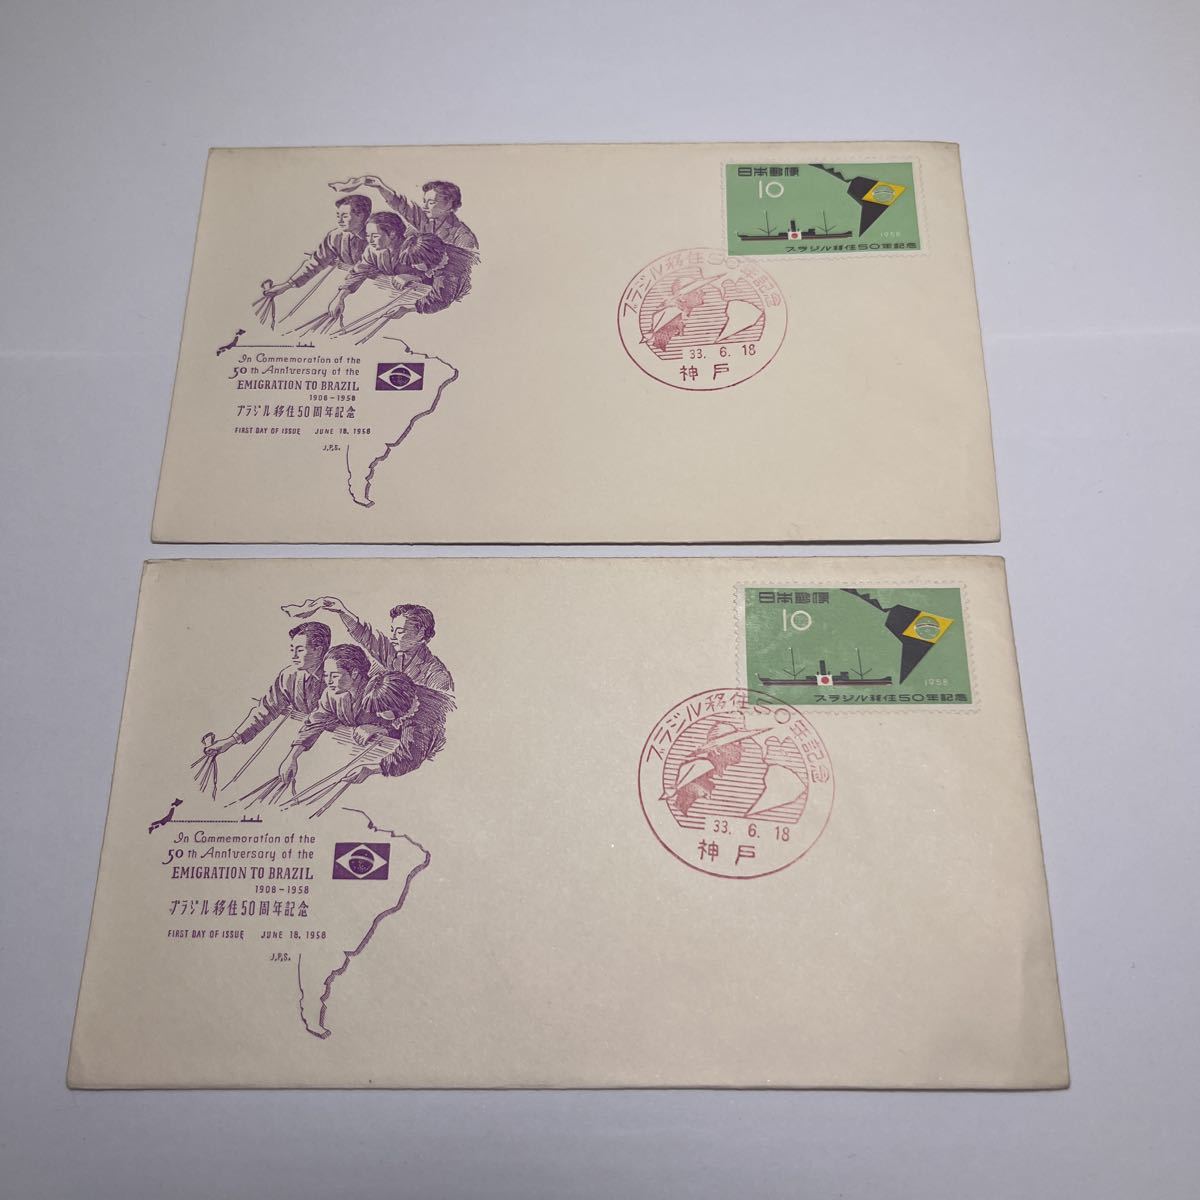 日本郵便
10
1958
ブラジル移住50年記念
ブラジル移住50年記念
33. 6. 18
神戸
In Commemoration of the
50th Anniversary of the
EMIGRATION TO BRAZIL
1908-1958
ブラジル移住50周年記念
FIRST DAY OF ISSUE JUNE 18, 1958
J.P.S.
日本郵便
10
1958
ブラジル移住50年記念
ブラジル移住50年記念
33. 6. 18
神戸
In Commemoration of the
50th Anniversary of the
EMIGRATION TO BRAZIL
1908-1958
ブラジル移住50周年記念
FIRST DAY OF ISSUE JUNE 18, 1958
J.P.S.